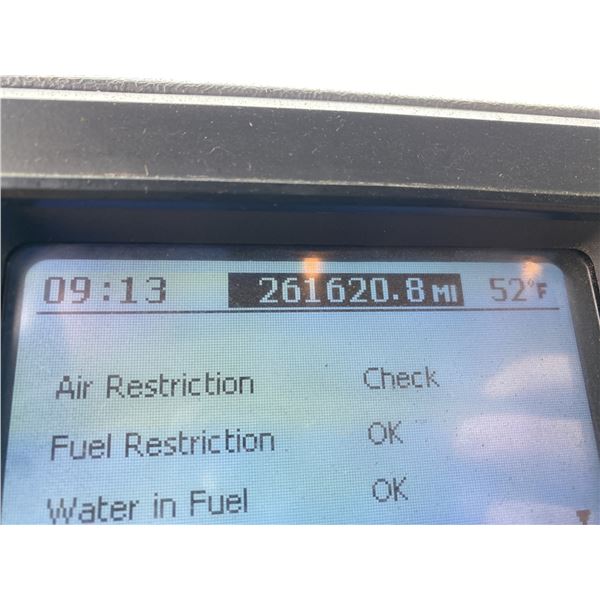 09:13 261620.8 MI 52°F
Air Restriction Check
Fuel Restriction OK
Water in Fuel OK